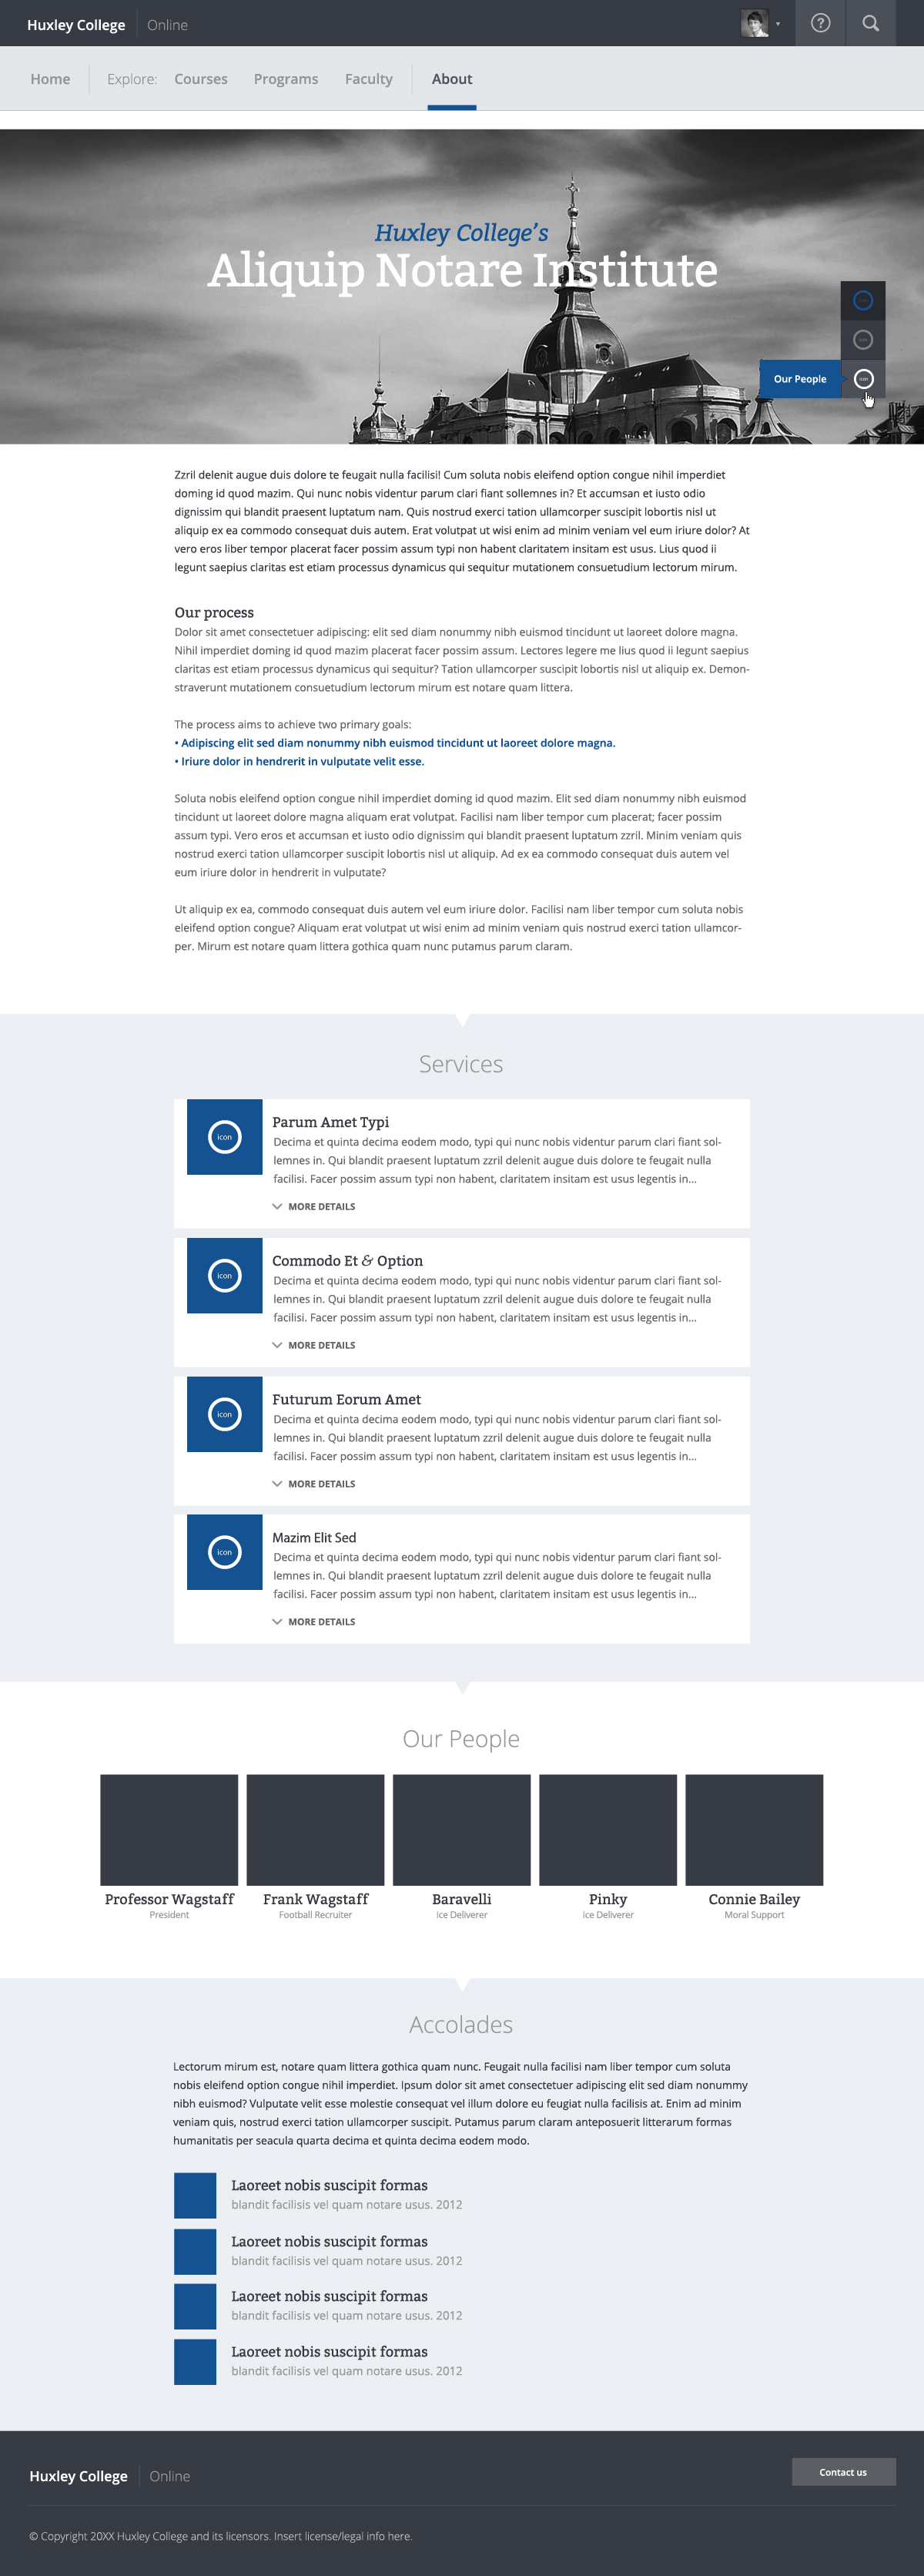 Huxley College Online
?
Home Explore: Courses Programs Faculty About
Huxley College’s
Aliquip Notare Institute
Our People
icon
Zzril delenit augue duis dolore te feugait nulla facilisi! Cum soluta nobis eleifend option congue nihil imperdiet
doming id quod mazim. Qui nunc nobis videntur parum clari fiant sollemnes in? Et accumsan et iusto odio
dignissim qui blandit praesent luptatum nam. Quis nostrud exerci tation ullamcorper suscipit lobortis nisl ut
aliquip ex ea commodo consequat duis autem. Erat volutpat ut wisi enim ad minim veniam vel eum iriure dolor? At
vero eros liber tempor placerat facer possim assum typi non habent claritatem insitam est usus. Lius quod ii
legunt saepius claritas est etiam processus dynamicus qui sequitur mutationem consuetudium lectorum mirum.
Our process
Dolor sit amet consectetuer adipiscing: elit sed diam nonummy nibh euismod tincidunt ut laoreet dolore magna.
Nihil imperdiet doming id quod mazim placerat facer possim assum. Lectores legere me lius quod ii legunt saepius
claritas est etiam processus dynamicus qui sequitur? Tation ullamcorper suscipit lobortis nisl ut aliquip ex. Demon-
straverunt mutationem consuetudium lectorum mirum est notare quam littera.
The process aims to achieve two primary goals:
• Adipiscing elit sed diam nonummy nibh euismod tincidunt ut laoreet dolore magna.
• Iriure dolor in hendrerit in vulputate velit esse.
Soluta nobis eleifend option congue nihil imperdiet doming id quod mazim. Elit sed diam nonummy nibh euismod
tincidunt ut laoreet dolore magna aliquam erat volutpat. Facilisi nam liber tempor cum placerat; facer possim
assum typi. Vero eros et accumsan et iusto odio dignissim qui blandit praesent luptatum zzril. Minim veniam quis
nostrud exerci tation ullamcorper suscipit lobortis nisl ut aliquip. Ad ex ea commodo consequat duis autem vel
eum iriure dolor in hendrerit in vulputate?
Ut aliquip ex ea, commodo consequat duis autem vel eum iriure dolor. Facilisi nam liber tempor cum soluta nobis
eleifend option congue? Aliquam erat volutpat ut wisi enim ad minim veniam quis nostrud exerci tation ullamcor-
per. Mirum est notare quam littera gothica quam nunc putamus parum claram.
Services
icon
Parum Amet Typi
Decima et quinta decima eodem modo, typi qui nunc nobis videntur parum clari fiant sol-
lemnes in. Qui blandit praesent luptatum zzril delenit augue duis dolore te feugait nulla
facilisi. Facer possim assum typi non habent, claritatem insitam est usus legentis in...
MORE DETAILS
icon
Commodo Et & Option
Decima et quinta decima eodem modo, typi qui nunc nobis videntur parum clari fiant sol-
lemnes in. Qui blandit praesent luptatum zzril delenit augue duis dolore te feugait nulla
facilisi. Facer possim assum typi non habent, claritatem insitam est usus legentis in...
MORE DETAILS
icon
Futurum Eorum Amet
Decima et quinta decima eodem modo, typi qui nunc nobis videntur parum clari fiant sol-
lemnes in. Qui blandit praesent luptatum zzril delenit augue duis dolore te feugait nulla
facilisi. Facer possim assum typi non habent, claritatem insitam est usus legentis in...
MORE DETAILS
icon
Mazim Elit Sed
Decima et quinta decima eodem modo, typi qui nunc nobis videntur parum clari fiant sol-
lemnes in. Qui blandit praesent luptatum zzril delenit augue duis dolore te feugait nulla
facilisi. Facer possim assum typi non habent, claritatem insitam est usus legentis in...
MORE DETAILS
Our People
Professor Wagstaff
President
Frank Wagstaff
Football Recruiter
Baravelli
Ice Deliverer
Pinky
Ice Deliverer
Connie Bailey
Moral Support
Accolades
Lectorum mirum est, notare quam littera gothica quam nunc. Feugait nulla facilisi nam liber tempor cum soluta
nobis eleifend option congue nihil imperdiet. Ipsum dolor sit amet consectetuer adipiscing elit sed diam nonummy
nibh euismod? Vulputate velit esse molestie consequat vel illum dolore eu feugiat nulla facilisis at. Enim ad minim
veniam quis, nostrud exerci tation ullamcorper suscipit. Putamus parum claram anteposuerit litterarum formas
humanitatis per seacula quarta decima et quinta decima eodem modo.
Laoreet nobis suscipit formas
blandit facilisis vel quam notare usus. 2012
Laoreet nobis suscipit formas
blandit facilisis vel quam notare usus. 2012
Laoreet nobis suscipit formas
blandit facilisis vel quam notare usus. 2012
Laoreet nobis suscipit formas
blandit facilisis vel quam notare usus. 2012
Huxley College Online
Contact us
© Copyright 20XX Huxley College and its licensors. Insert license/legal info here.